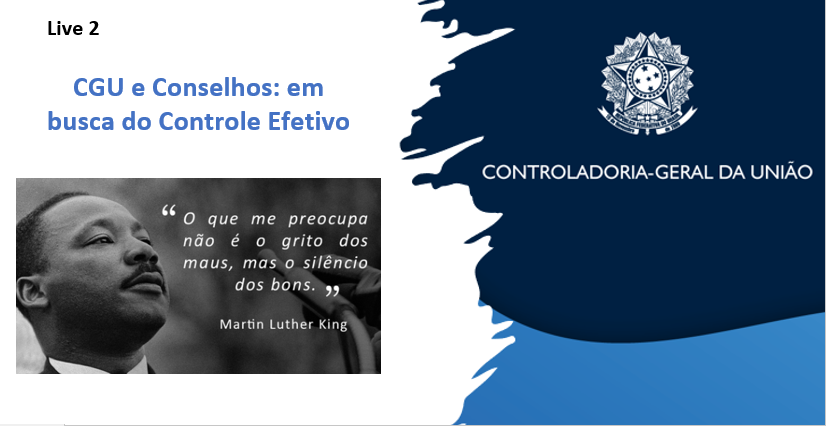 Live 2
CGU e Conselhos: em
busca do Controle Efetivo
“ O que me preocupa
não é o grito dos
maus, mas o silêncio
dos bons. ”
Martin Luther King
CONTROLADORIA-GERAL DA UNIÃO